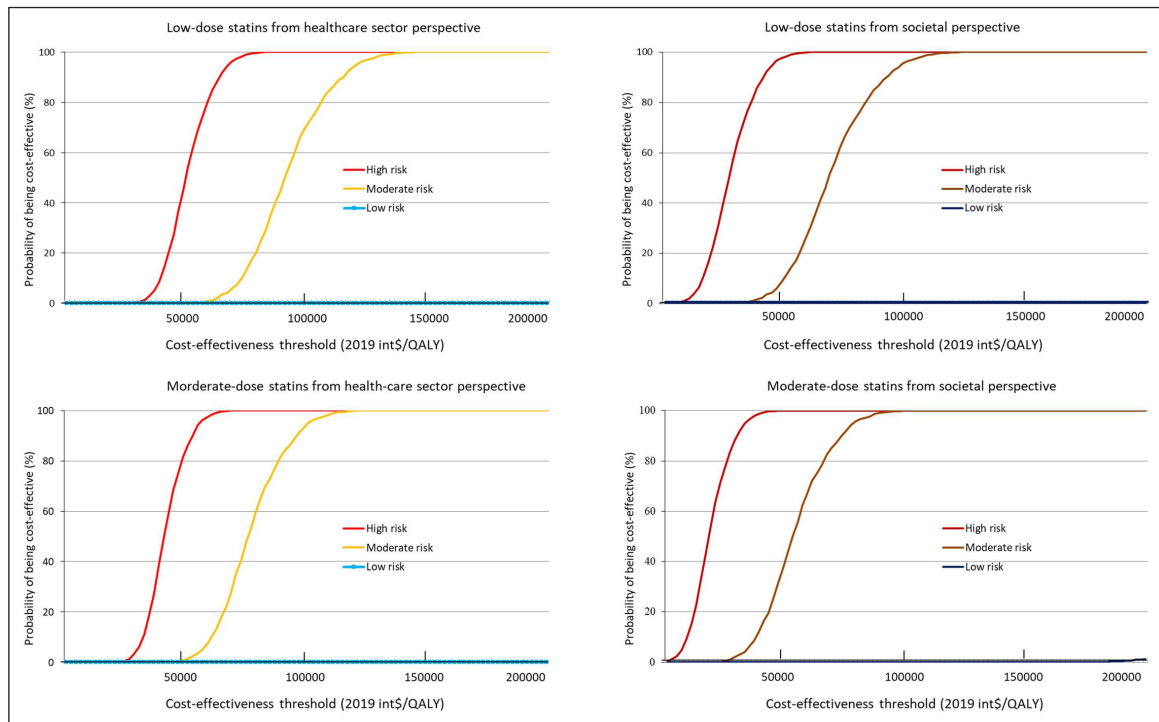 Low-dose statins from healthcare sector perspective
Probability of being cost-effective (%)
100
80
60
40
20
0
High risk
Moderate risk
Low risk
50000 100000 150000 200000
Cost-effectiveness threshold (2019 int$/QALY)
Low-dose statins from societal perspective
Probability of being cost-effective (%)
100
80
60
40
20
0
High risk
Moderate risk
Low risk
50000 100000 150000 200000
Cost-effectiveness threshold (2019 int$/QALY)
Morderate-dose statins from health-care sector perspective
Probability of being cost-effective (%)
100
80
60
40
20
0
High risk
Moderate risk
Low risk
50000 100000 150000 200000
Cost-effectiveness threshold (2019 int$/QALY)
Moderate-dose statins from societal perspective
Probability of being cost-effective (%)
100
80
60
40
20
0
High risk
Moderate risk
Low risk
50000 100000 150000 200000
Cost-effectiveness threshold (2019 int$/QALY)